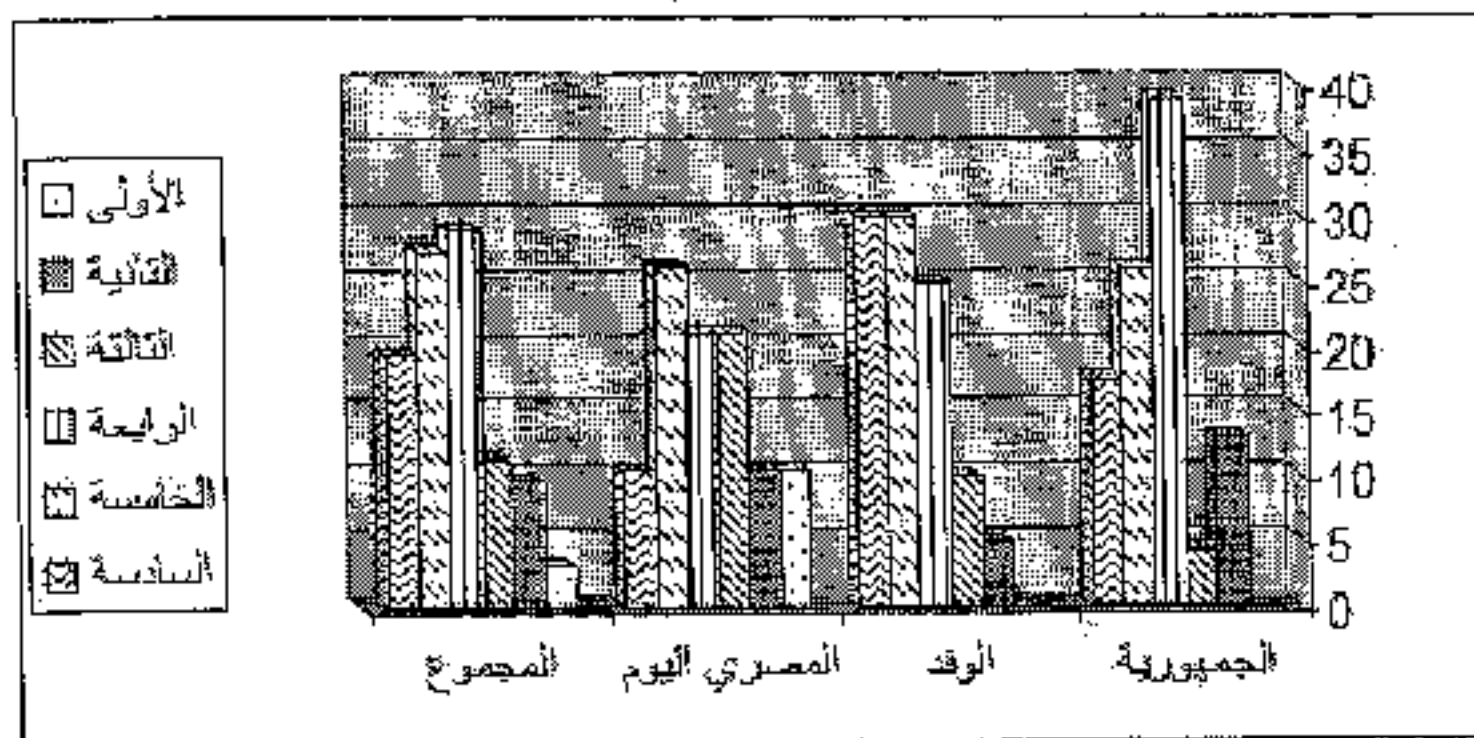 40
35
30
25
20
15
10
5
0
الجمهورية
الوفد
المصري اليوم
المجموع
الأولى
الثانية
الثالثة
الرابعة
الخامسة
السادسة